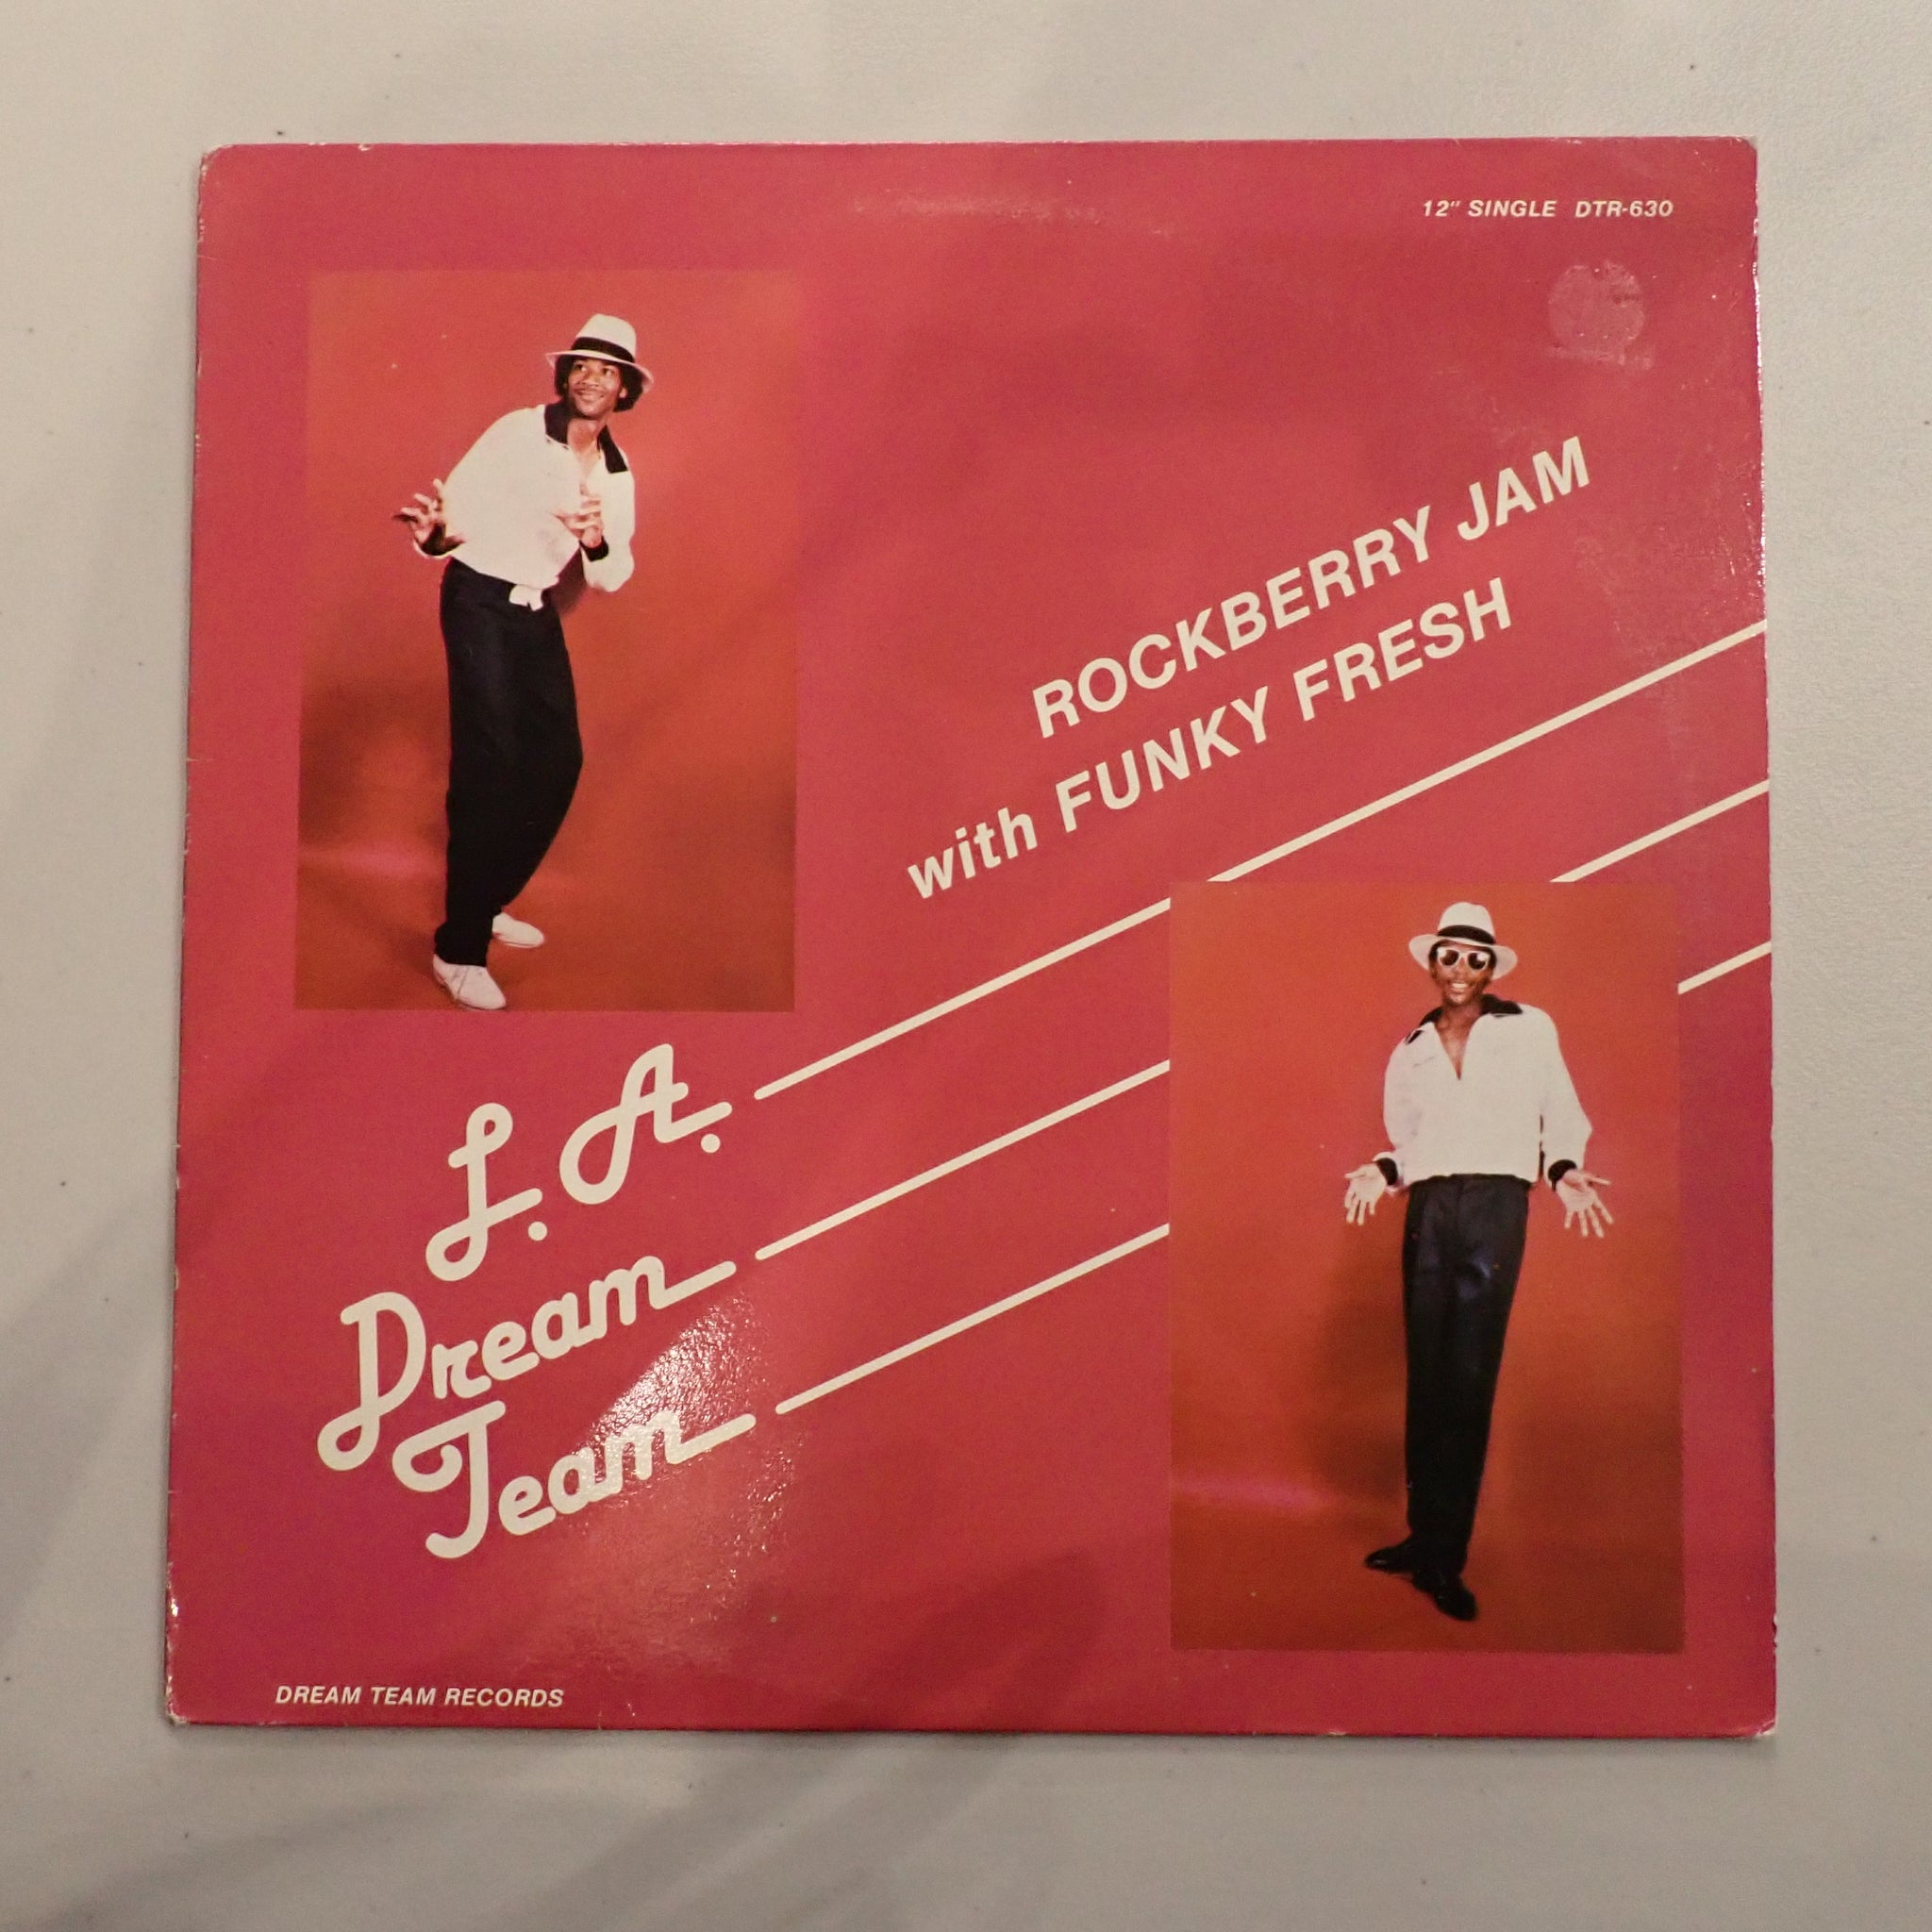 12" SINGLE DTR-630
ROCKBERRY JAM
with FUNKY FRESH
L. A.
Dream
Team
DREAM TEAM RECORDS